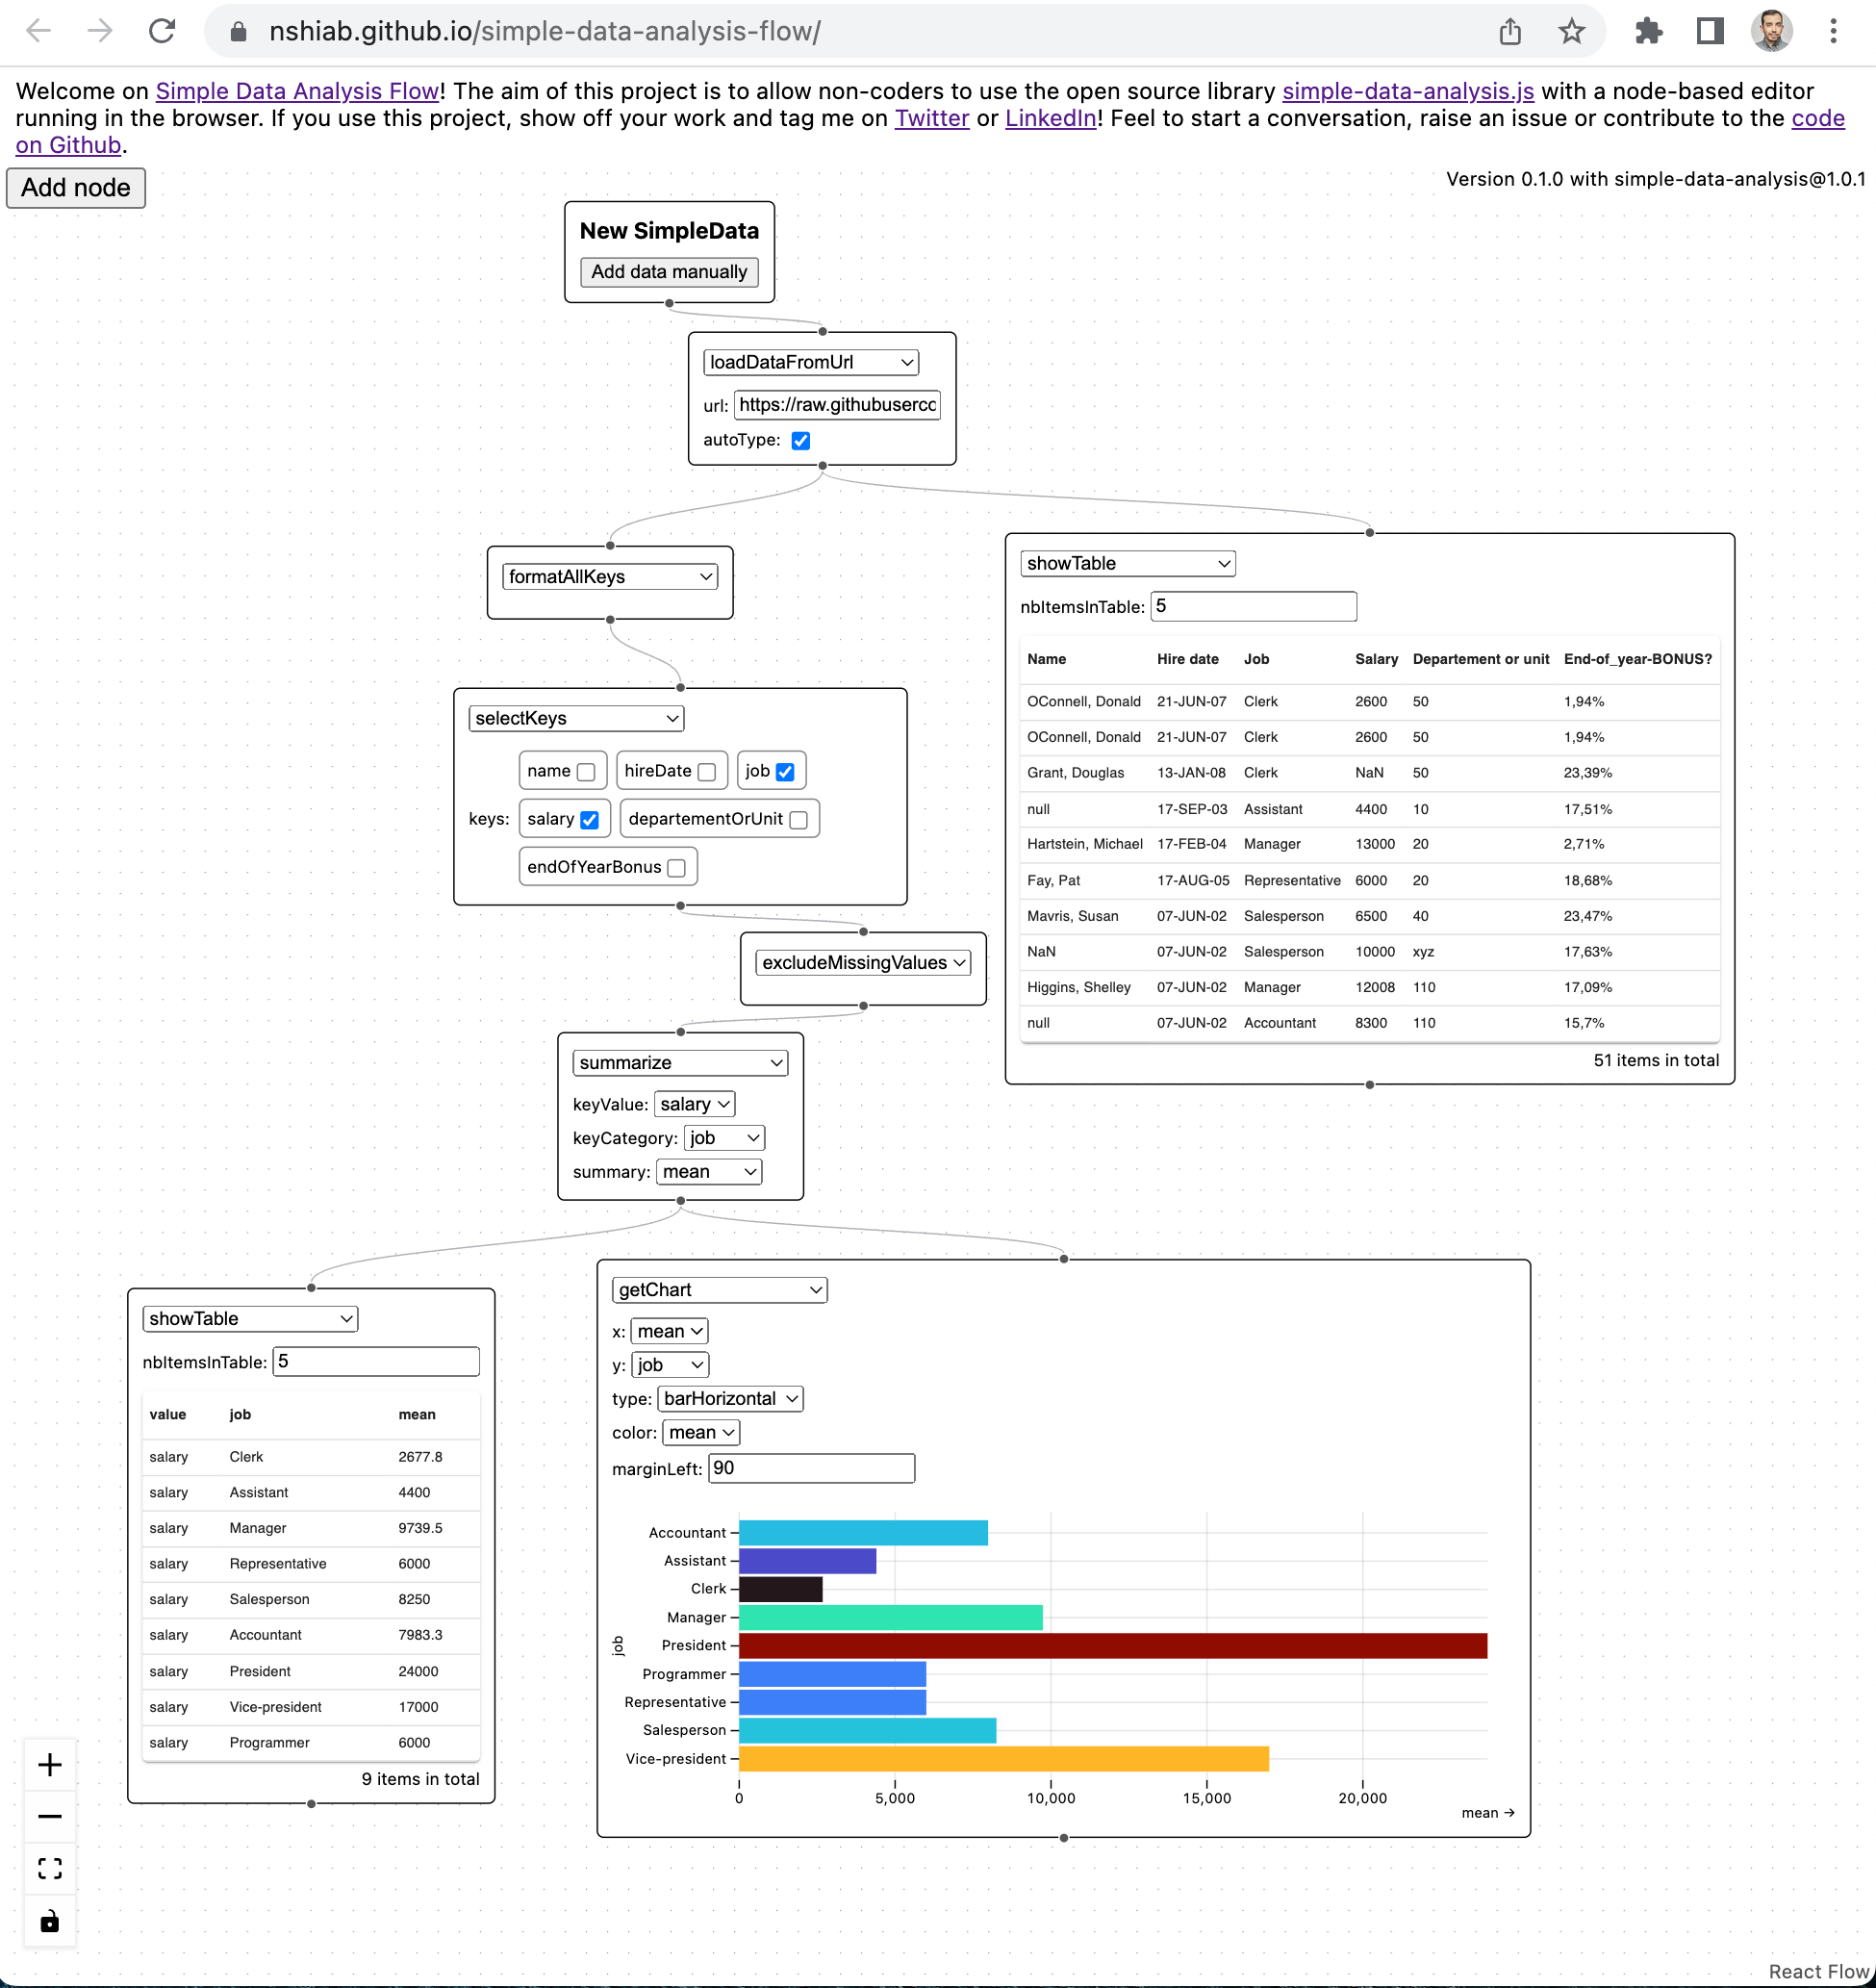 nshiab.github.io/simple-data-analysis-flow/
Welcome on Simple Data Analysis Flow! The aim of this project is to allow non-coders to use the open source library simple-data-analysis.js with a node-based editor
running in the browser. If you use this project, show off your work and tag me on Twitter or LinkedIn! Feel to start a conversation, raise an issue or contribute to the code
on Github.
Add node
Version 0.1.0 with simple-data-analysis@1.0.1
New SimpleData
Add data manually
loadDataFromUrl
url: https://raw.githubuserco
autoType:
formatAllKeys
selectKeys
name hireDate job
keys: salary departementOrUnit
endOfYearBonus
excludeMissingValues
summarize
keyValue: salary
keyCategory: job
summary: mean
showTable
nbItemsInTable: 5
Name Hire date Job Salary Departement or unit End-of_year-BONUS?
OConnell, Donald 21-JUN-07 Clerk 2600 50 1,94%
OConnell, Donald 21-JUN-07 Clerk 2600 50 1,94%
Grant, Douglas 13-JAN-08 Clerk NaN 50 23,39%
null 17-SEP-03 Assistant 4400 10 17,51%
Hartstein, Michael 17-FEB-04 Manager 13000 20 2,71%
Fay, Pat 17-AUG-05 Representative 6000 20 18,68%
Mavris, Susan 07-JUN-02 Salesperson 6500 40 23,47%
NaN 07-JUN-02 Salesperson 10000 xyz 17,63%
Higgins, Shelley 07-JUN-02 Manager 12008 110 17,09%
null 07-JUN-02 Accountant 8300 110 15,7%
51 items in total
showTable
nbItemsInTable: 5
value job mean
salary Clerk 2677.8
salary Assistant 4400
salary Manager 9739.5
salary Representative 6000
salary Salesperson 8250
salary Accountant 7983.3
salary President 24000
salary Vice-president 17000
salary Programmer 6000
9 items in total
getChart
x: mean
y: job
type: barHorizontal
color: mean
marginLeft: 90
Accountant
Assistant
Clerk
Manager
President
Programmer
Representative
Salesperson
Vice-president
job
0 5,000 10,000 15,000 20,000
mean →
React Flow